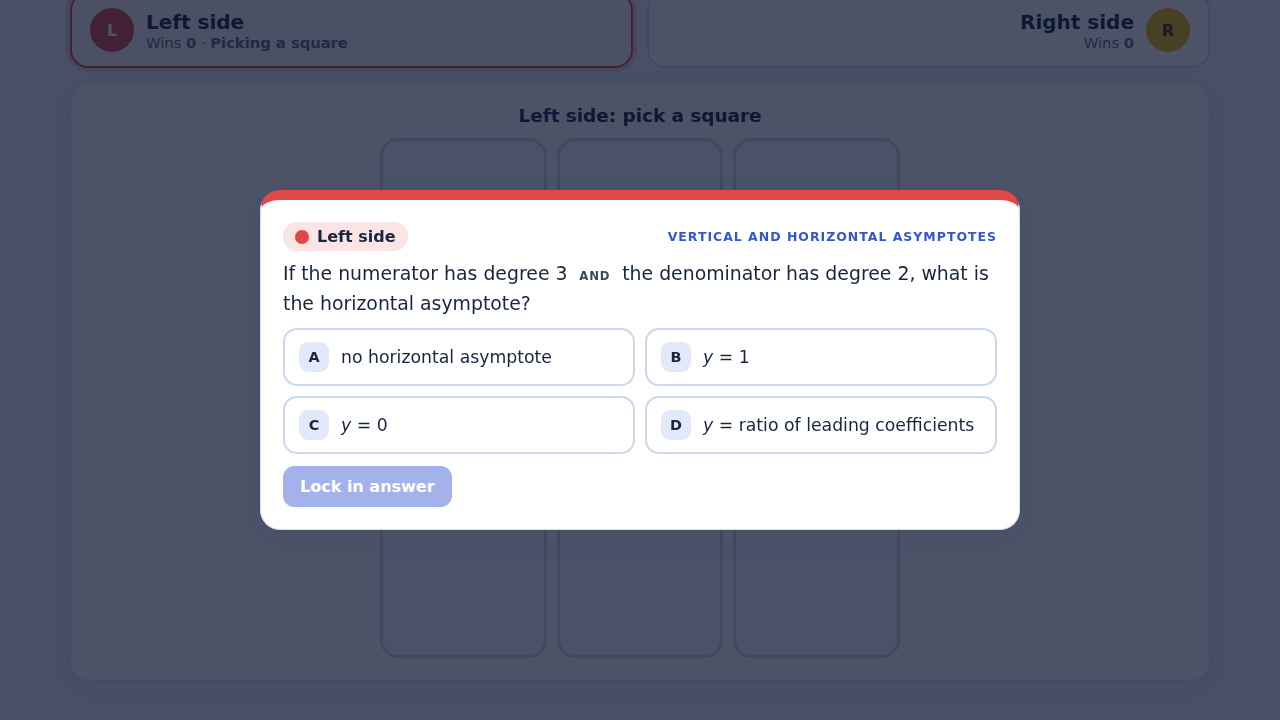 L
Left side
Wins 0 · Picking a square
Right side
Wins 0
R
Left side: pick a square
Left side
VERTICAL AND HORIZONTAL ASYMPTOTES
If the numerator has degree 3 AND the denominator has degree 2, what is
the horizontal asymptote?
A no horizontal asymptote
B y = 1
C y = 0
D y = ratio of leading coefficients
Lock in answer